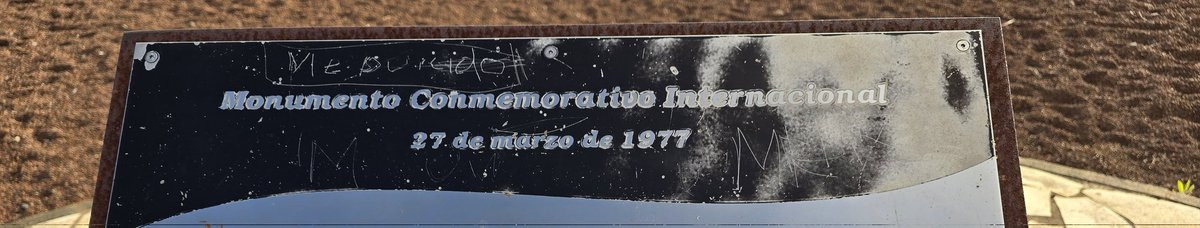 Monumento Conmemorativo Internacional
27 de marzo de 1977